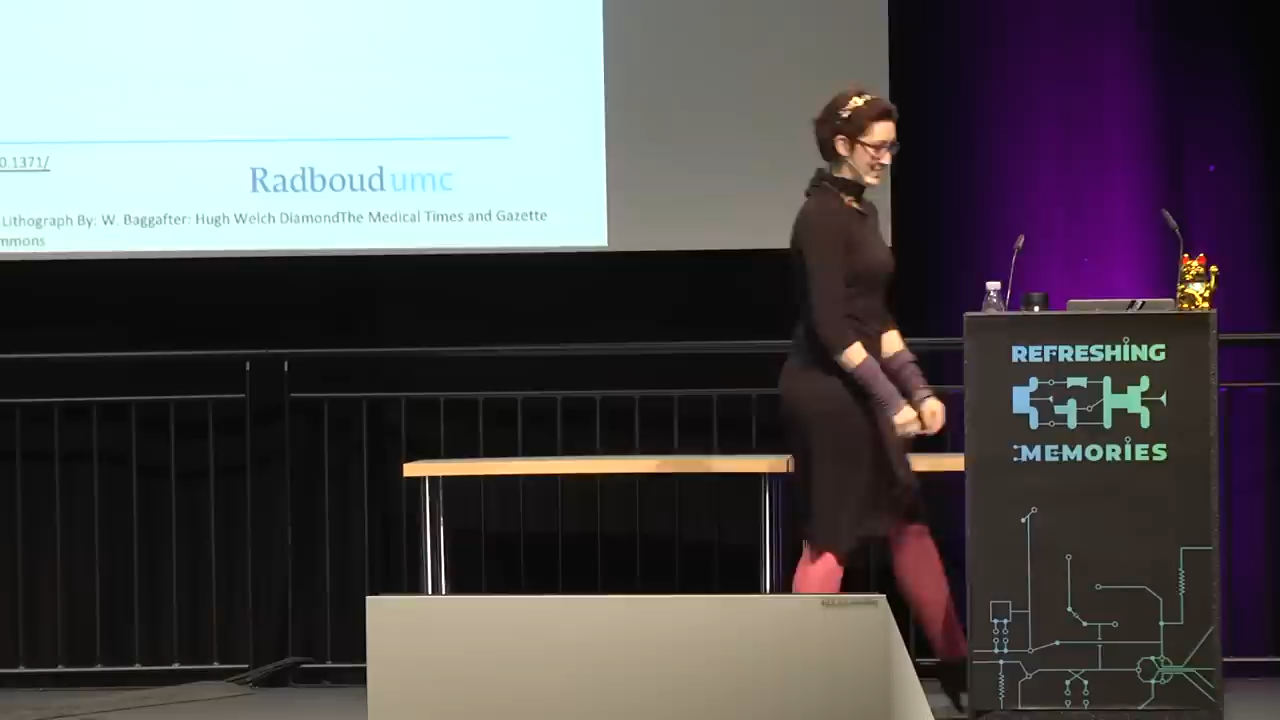 0.1371/
Radboudumc
Lithograph By: W. Baggafter: Hugh Welch DiamondThe Medical Times and Gazette
mmons
REFRESHING
MEMORIES